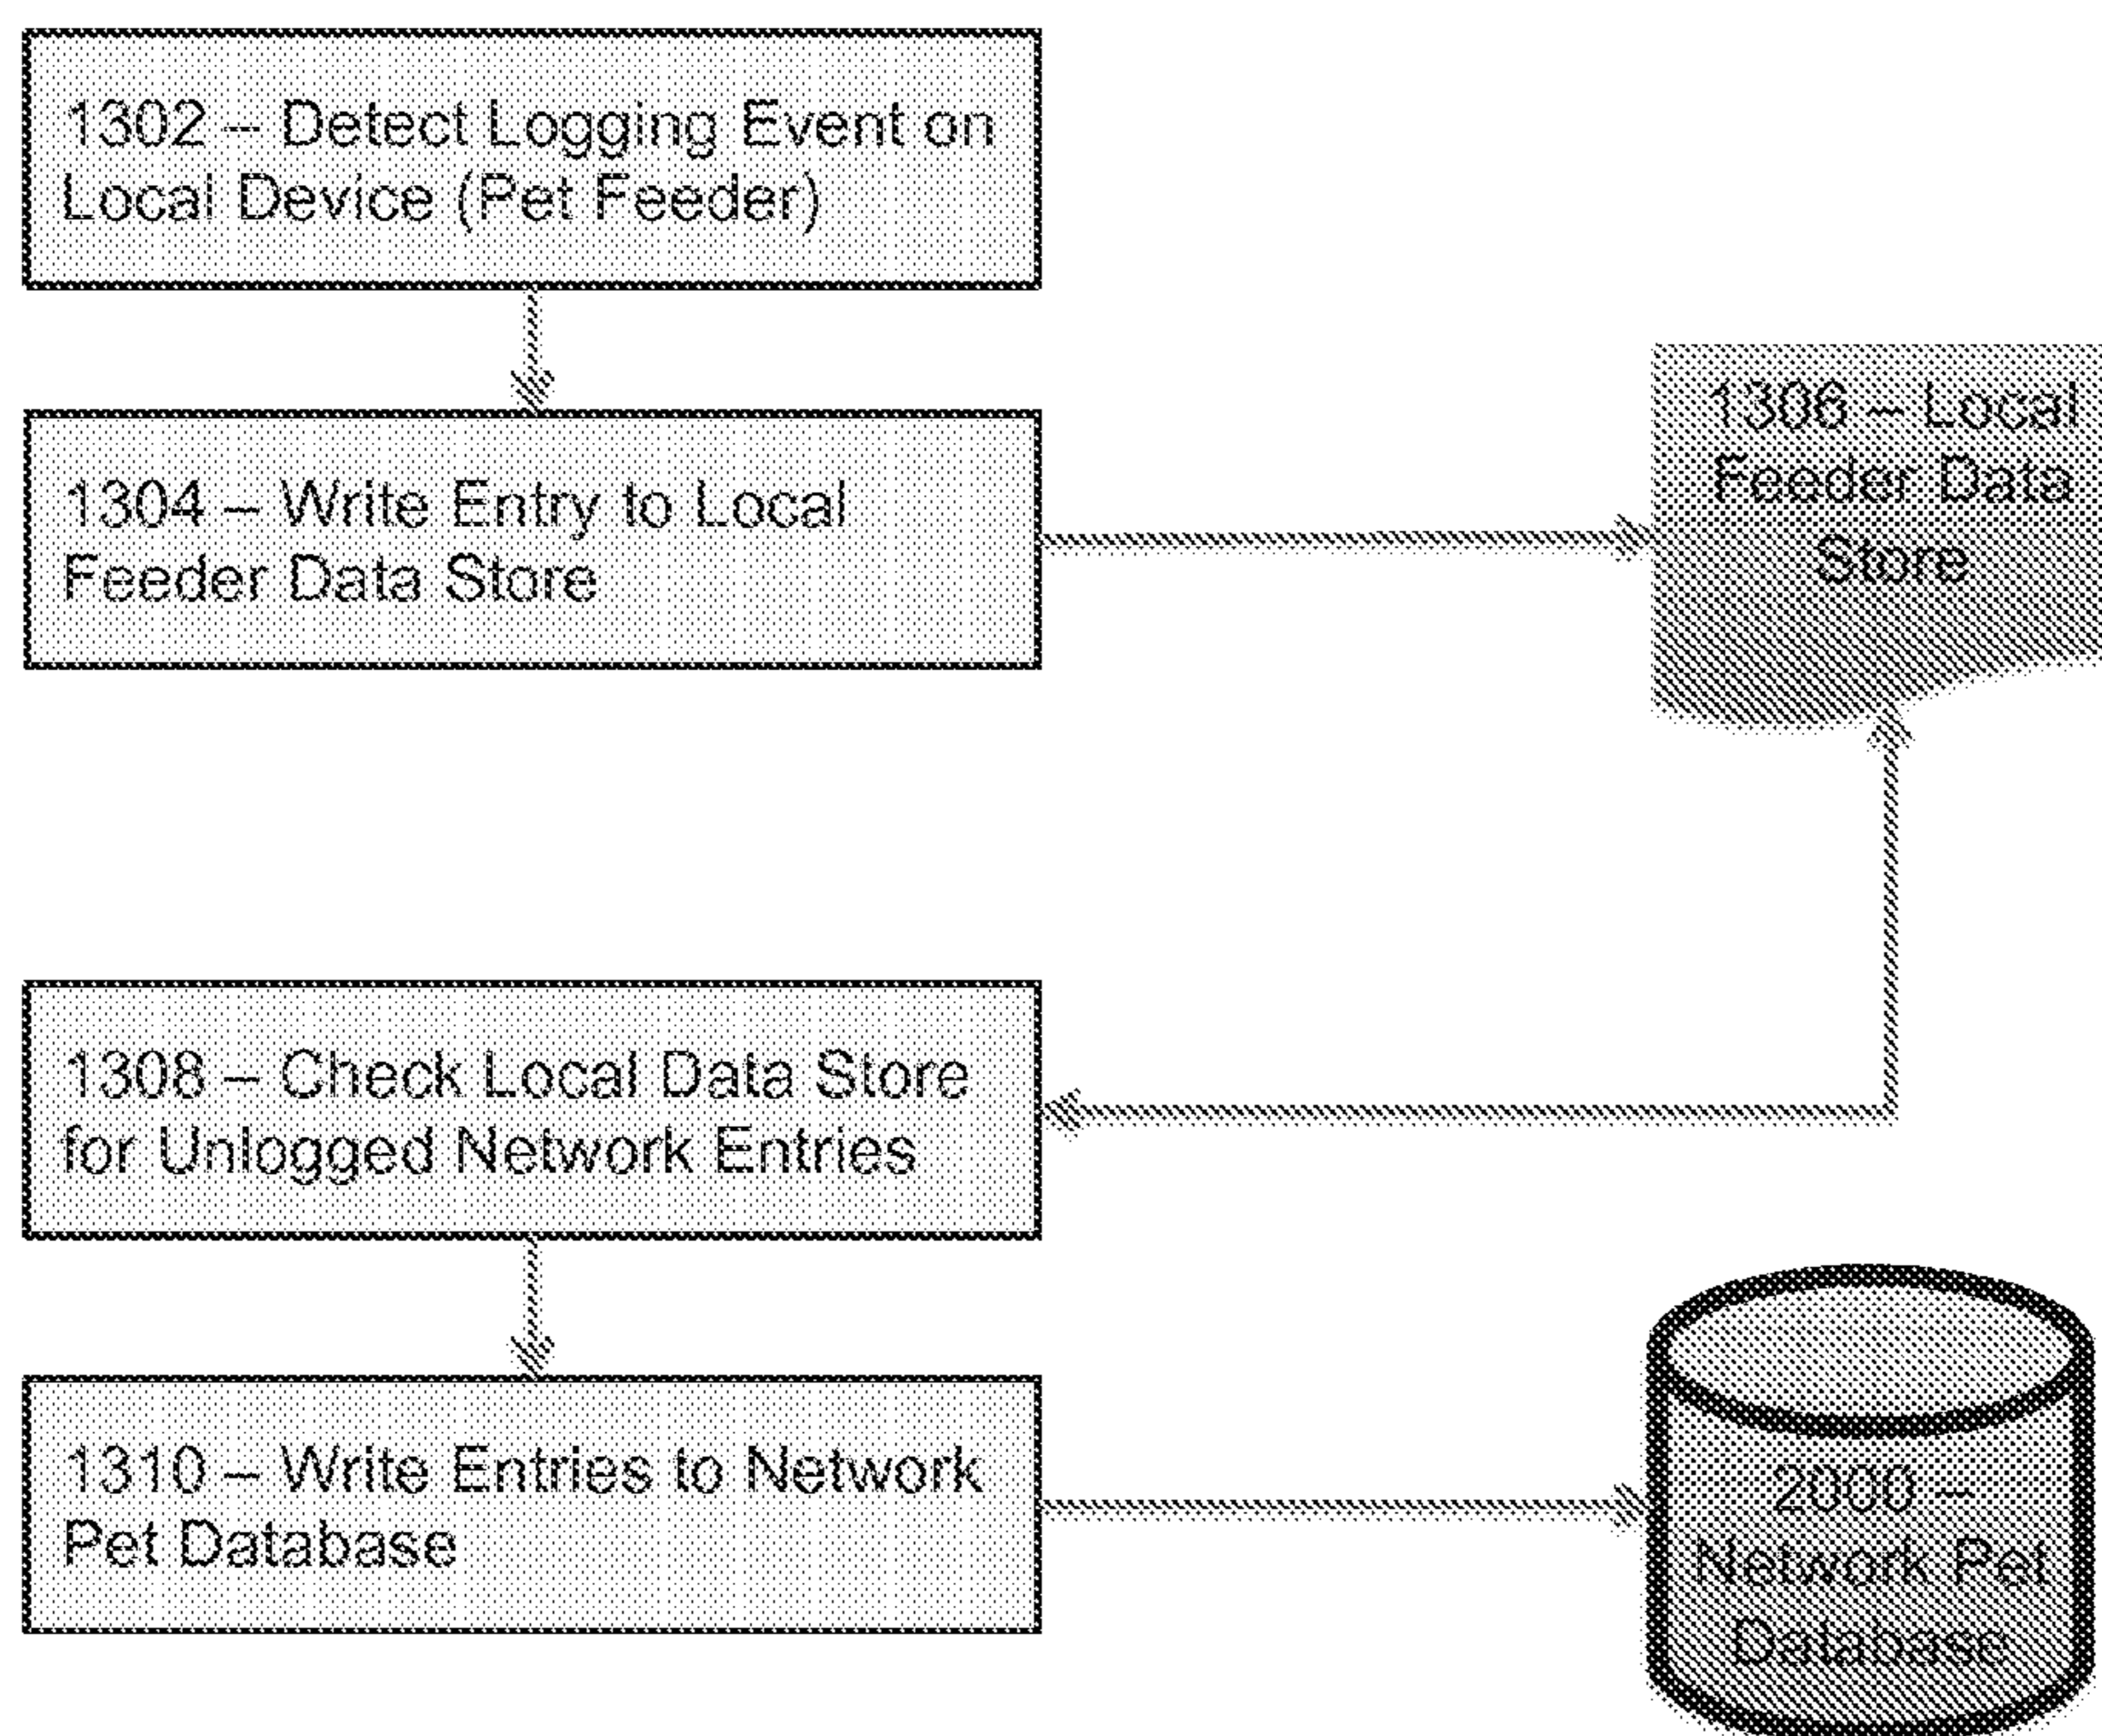 1302 – Detect Logging Event on
Local Device (Pet Feeder)
1304 – Write Entry to Local
Feeder Data Store
1306 – Local
Feeder Data
Store
1308 – Check Local Data Store
for Unlogged Network Entries
1310 – Write Entries to Network
Pet Database
2000 –
Network Pet
Database